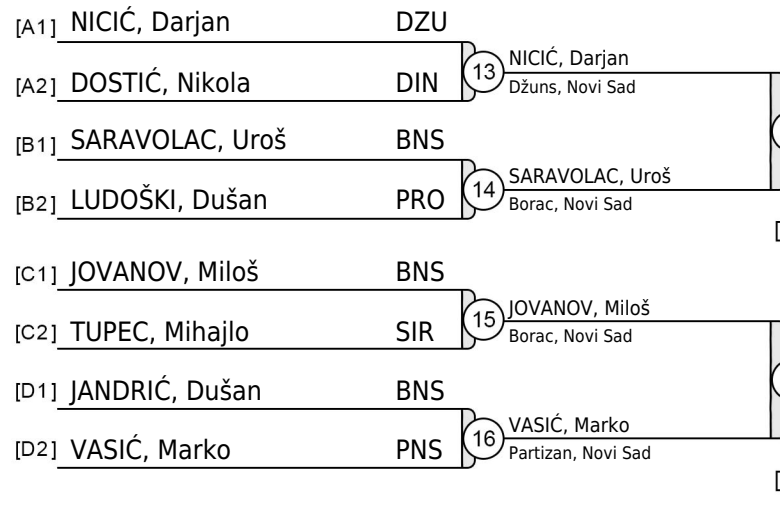 [A1] NICIĆ, Darjan DZU
[A2] DOSTIĆ, Nikola DIN
13 NICIĆ, Darjan
Džuns, Novi Sad
[B1] SARAVOLAC, Uroš BNS
[B2] LUDOŠKI, Dušan PRO
14 SARAVOLAC, Uroš
Borac, Novi Sad
[C1] JOVANOV, Miloš BNS
[C2] TUPEC, Mihajlo SIR
15 JOVANOV, Miloš
Borac, Novi Sad
[D1] JANDRIĆ, Dušan BNS
[D2] VASIĆ, Marko PNS
16 VASIĆ, Marko
Partizan, Novi Sad